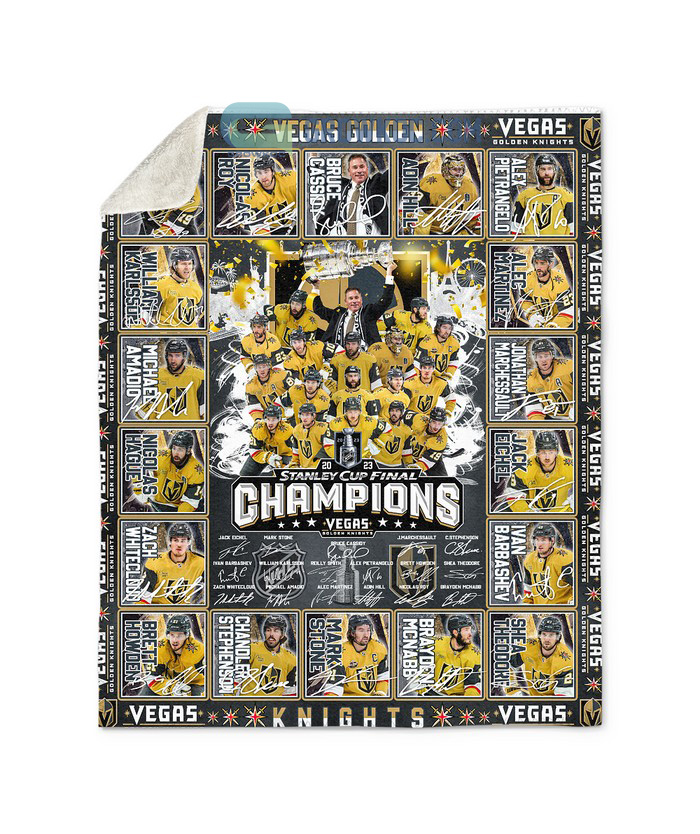 VEGAS GOLDEN
VEGAS
GOLDEN KNIGHTS
NICOLAS ROY
BRUCE CASSIDY
ADIN HILL
ALEX PIETRANGELO
WILLIAM KARLSSON
ALEC MARTINEZ
MICHAEL AMADIO
JONATHAN MARCHESSAULT
NICOLAS HAGUE
JACK EICHEL
ZACH WHITECLOUD
IVAN BARBASHEV
2023
STANLEY CUP FINAL
CHAMPIONS
VEGAS
GOLDEN KNIGHTS
JACK EICHEL MARK STONE J.MARCHESSAULT C.STEPHENSON
BRUCE CASSIDY
IVAN BARBASHEV WILLIAM KARLSSON REILLY SMITH ALEX PIETRANGELO BRETT HOWDEN SHEA THEODORE
ZACH WHITECLOUD MICHAEL AMADIO ALEC MARTINEZ ADIN HILL NICOLAS ROY BRAYDEN MCNABB
BRETT HOWDEN
CHANDLER STEPHENSON
MARK STONE
BRAYDEN MCNABB
SHEA THEODORE
VEGAS
KNIGHTS
VEGAS